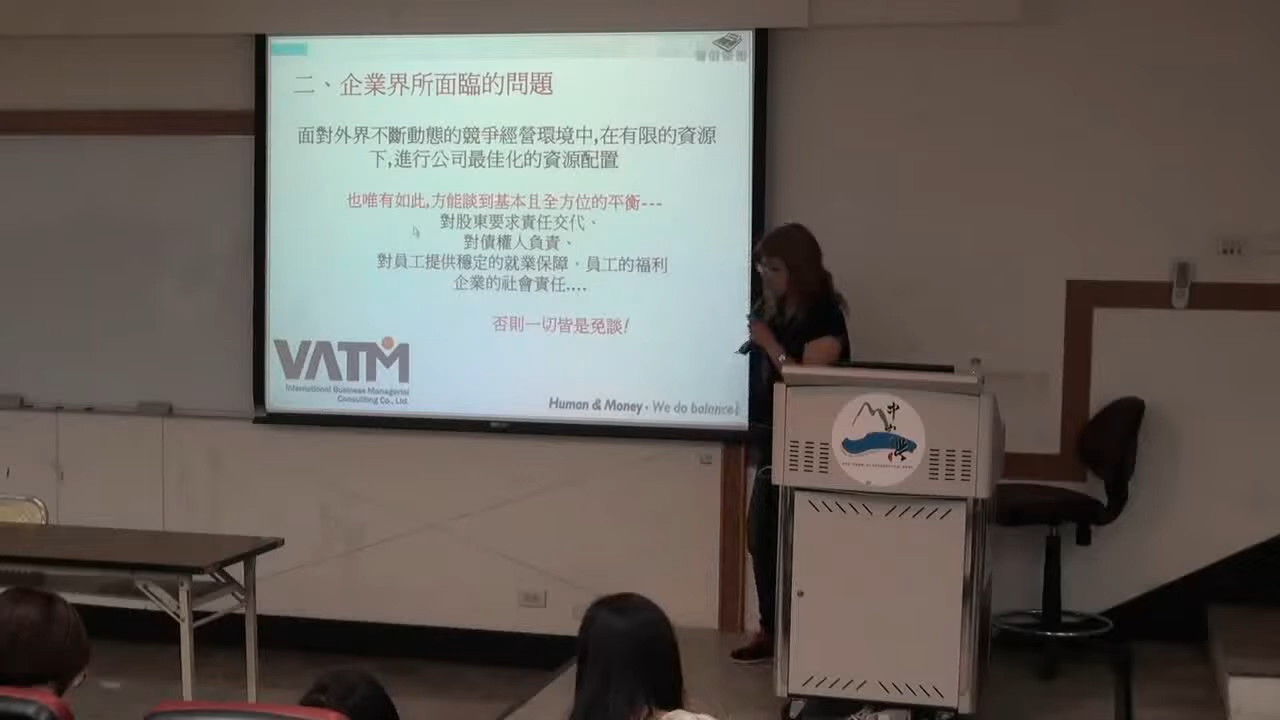 二、企業界所面臨的問題
面對外界不斷動態的競爭經營環境中,在有限的資源
下,進行公司最佳化的資源配置
也唯有如此,方能談到基本且全方位的平衡---
對股東要求責任交代、
對債權人負責、
對員工提供穩定的就業保障、員工的福利
企業的社會責任....
否則一切皆是免談!
VATM
International Business Managerial
Consulting Co., Ltd.
Human & Money · We do balance!